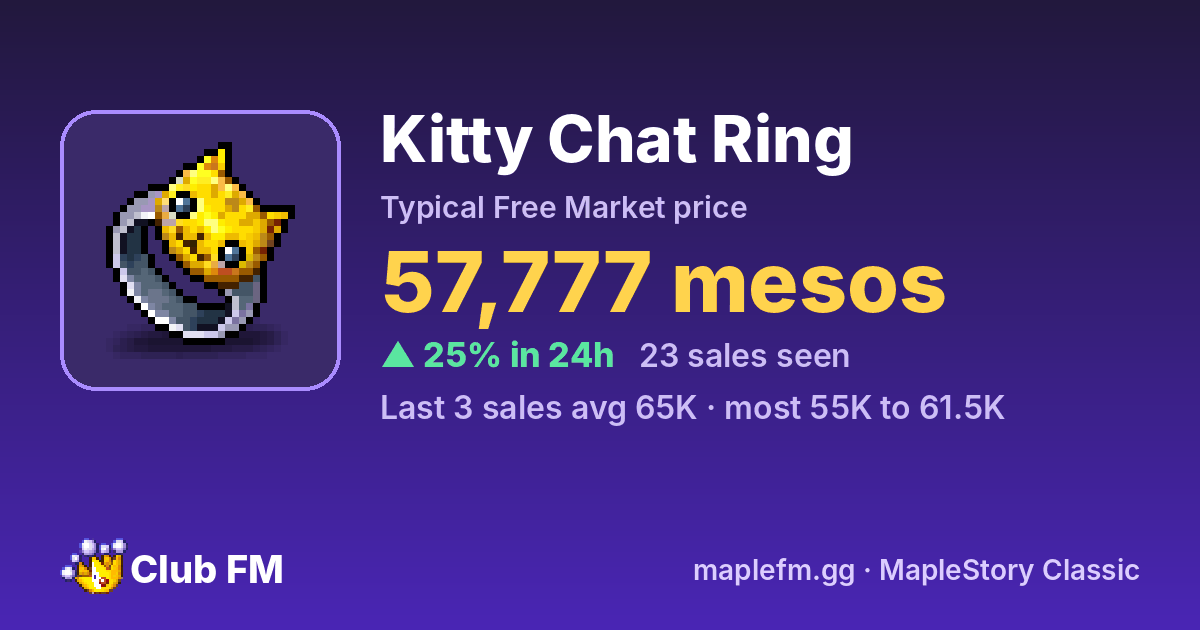 Kitty Chat Ring
Typical Free Market price
57,777 mesos
▲ 25% in 24h 23 sales seen
Last 3 sales avg 65K · most 55K to 61.5K
Club FM
maplefm.gg · MapleStory Classic